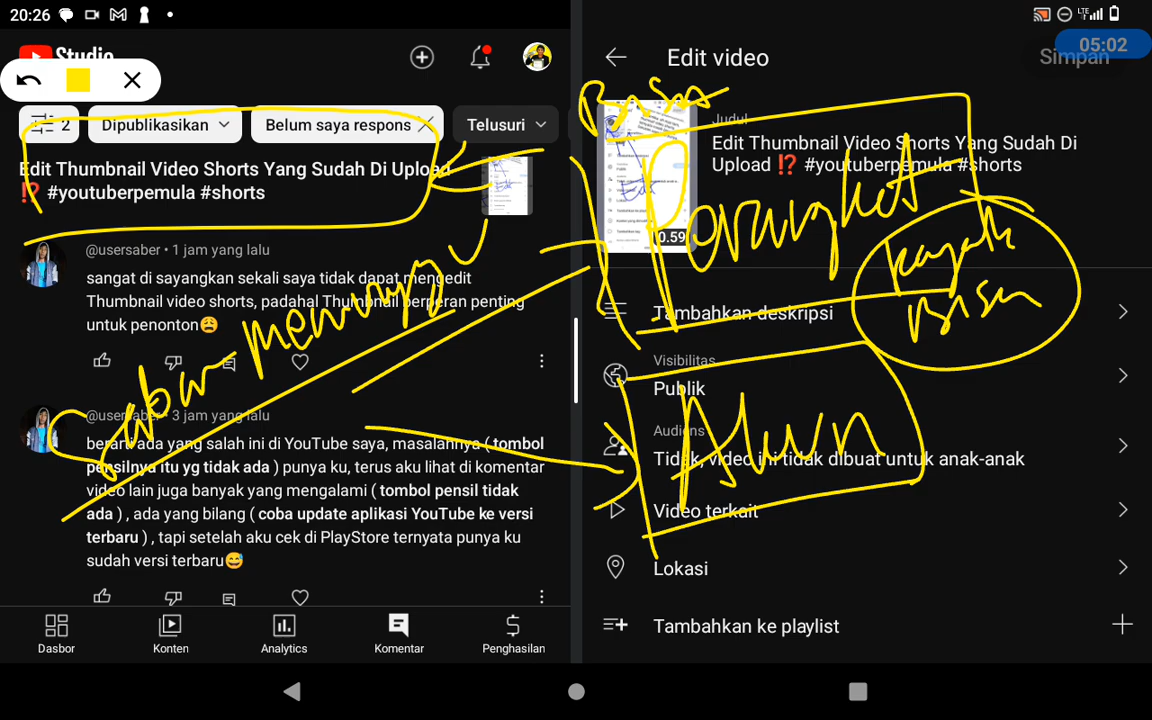 20:26
LTE
05:02
Studio
2
Dipublikasikan
Belum saya respons
Telusuri
Edit Thumbnail Video Shorts Yang Sudah Di Upload
⁉️ #youtuberpemula #shorts
@usersaber • 1 jam yang lalu
sangat di sayangkan sekali saya tidak dapat mengedit
Thumbnail video shorts, padahal Thumbnail berperan penting
untuk penonton😩
@usersaber • 3 jam yang lalu
berarti ada yang salah ini di YouTube saya, masalannya ( tombol
pensilnya itu yg tidak ada ) punya ku, terus aku lihat di komentar
video lain juga banyak yang mengalami ( tombol pensil tidak
ada ) , ada yang bilang ( coba update aplikasi YouTube ke versi
terbaru ) , tapi setelah aku cek di PlayStore ternyata punya ku
sudah versi terbaru😅
Dasbor
Konten
Analytics
Komentar
Penghasilan
Edit video
Simpan
Judul
Edit Thumbnail Video Shorts Yang Sudah Di
Upload ⁉️ #youtuberpemula #shorts
0.59
Tambahkan deskripsi
Visibilitas
Publik
Audiens
Tidak, video ini tidak dibuat untuk anak-anak
Video terkait
Lokasi
Tambahkan ke playlist
Akun